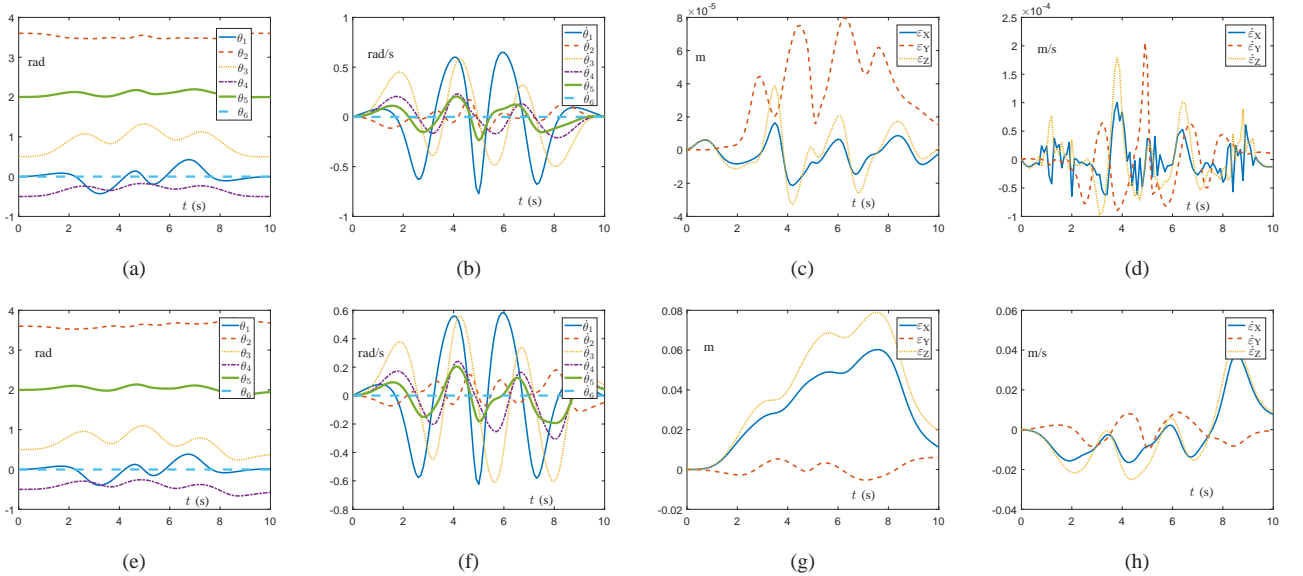 4
3
2
1
0
-1
0 2 4 6 8 10
rad
t (s)
θ1
θ2
θ3
θ4
θ5
θ6
(a)
1
0.5
0
-0.5
-1
0 2 4 6 8 10
rad/s
t (s)
θ̇1
θ̇2
θ̇3
θ̇4
θ̇5
θ̇6
(b)
×10-5
8
6
4
2
0
-2
-4
0 2 4 6 8 10
m
t (s)
εX
εY
εZ
(c)
×10-4
2.5
2
1.5
1
0.5
0
-0.5
-1
0 2 4 6 8 10
m/s
t (s)
ε̇X
ε̇Y
ε̇Z
(d)
4
3
2
1
0
-1
0 2 4 6 8 10
rad
t (s)
θ1
θ2
θ3
θ4
θ5
θ6
(e)
0.6
0.4
0.2
0
-0.2
-0.4
-0.6
-0.8
0 2 4 6 8 10
rad/s
t (s)
θ̇1
θ̇2
θ̇3
θ̇4
θ̇5
θ̇6
(f)
0.08
0.06
0.04
0.02
0
-0.02
0 2 4 6 8 10
m
t (s)
εX
εY
εZ
(g)
0.06
0.04
0.02
0
-0.02
-0.04
0 2 4 6 8 10
m/s
t (s)
ε̇X
ε̇Y
ε̇Z
(h)